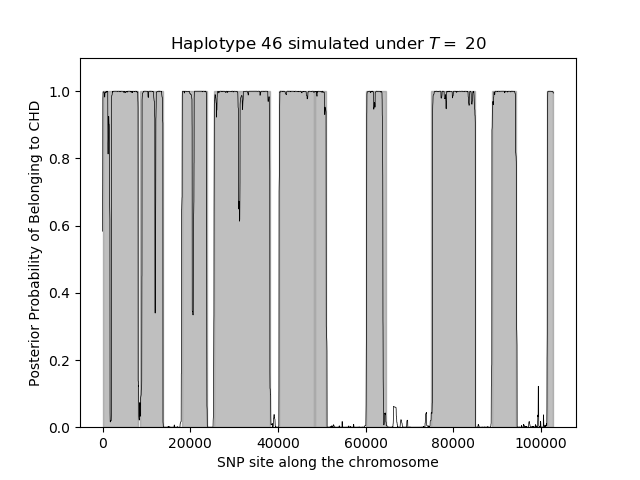 Haplotype 46 simulated under T = 20
Posterior Probability of Belonging to CHD
1.0
0.8
0.6
0.4
0.2
0.0
0 20000 40000 60000 80000 100000
SNP site along the chromosome